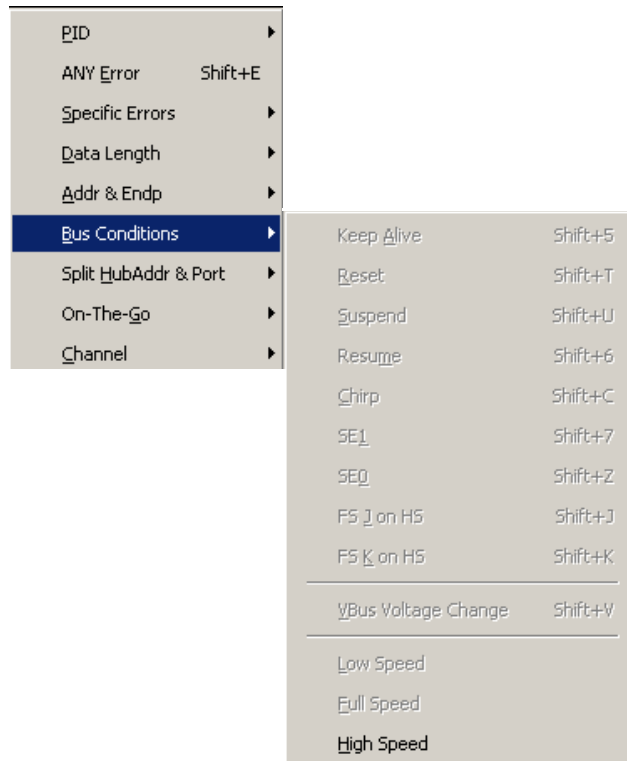 PID
ANY Error Shift+E
Specific Errors
Data Length
Addr & Endp
Bus Conditions
Split HubAddr & Port
On-The-Go
Channel
Keep Alive Shift+5
Reset Shift+T
Suspend Shift+U
Resume Shift+6
Chirp Shift+C
SE1 Shift+7
SE0 Shift+Z
FS J on HS Shift+J
FS K on HS Shift+K
VBus Voltage Change Shift+V
Low Speed
Full Speed
High Speed